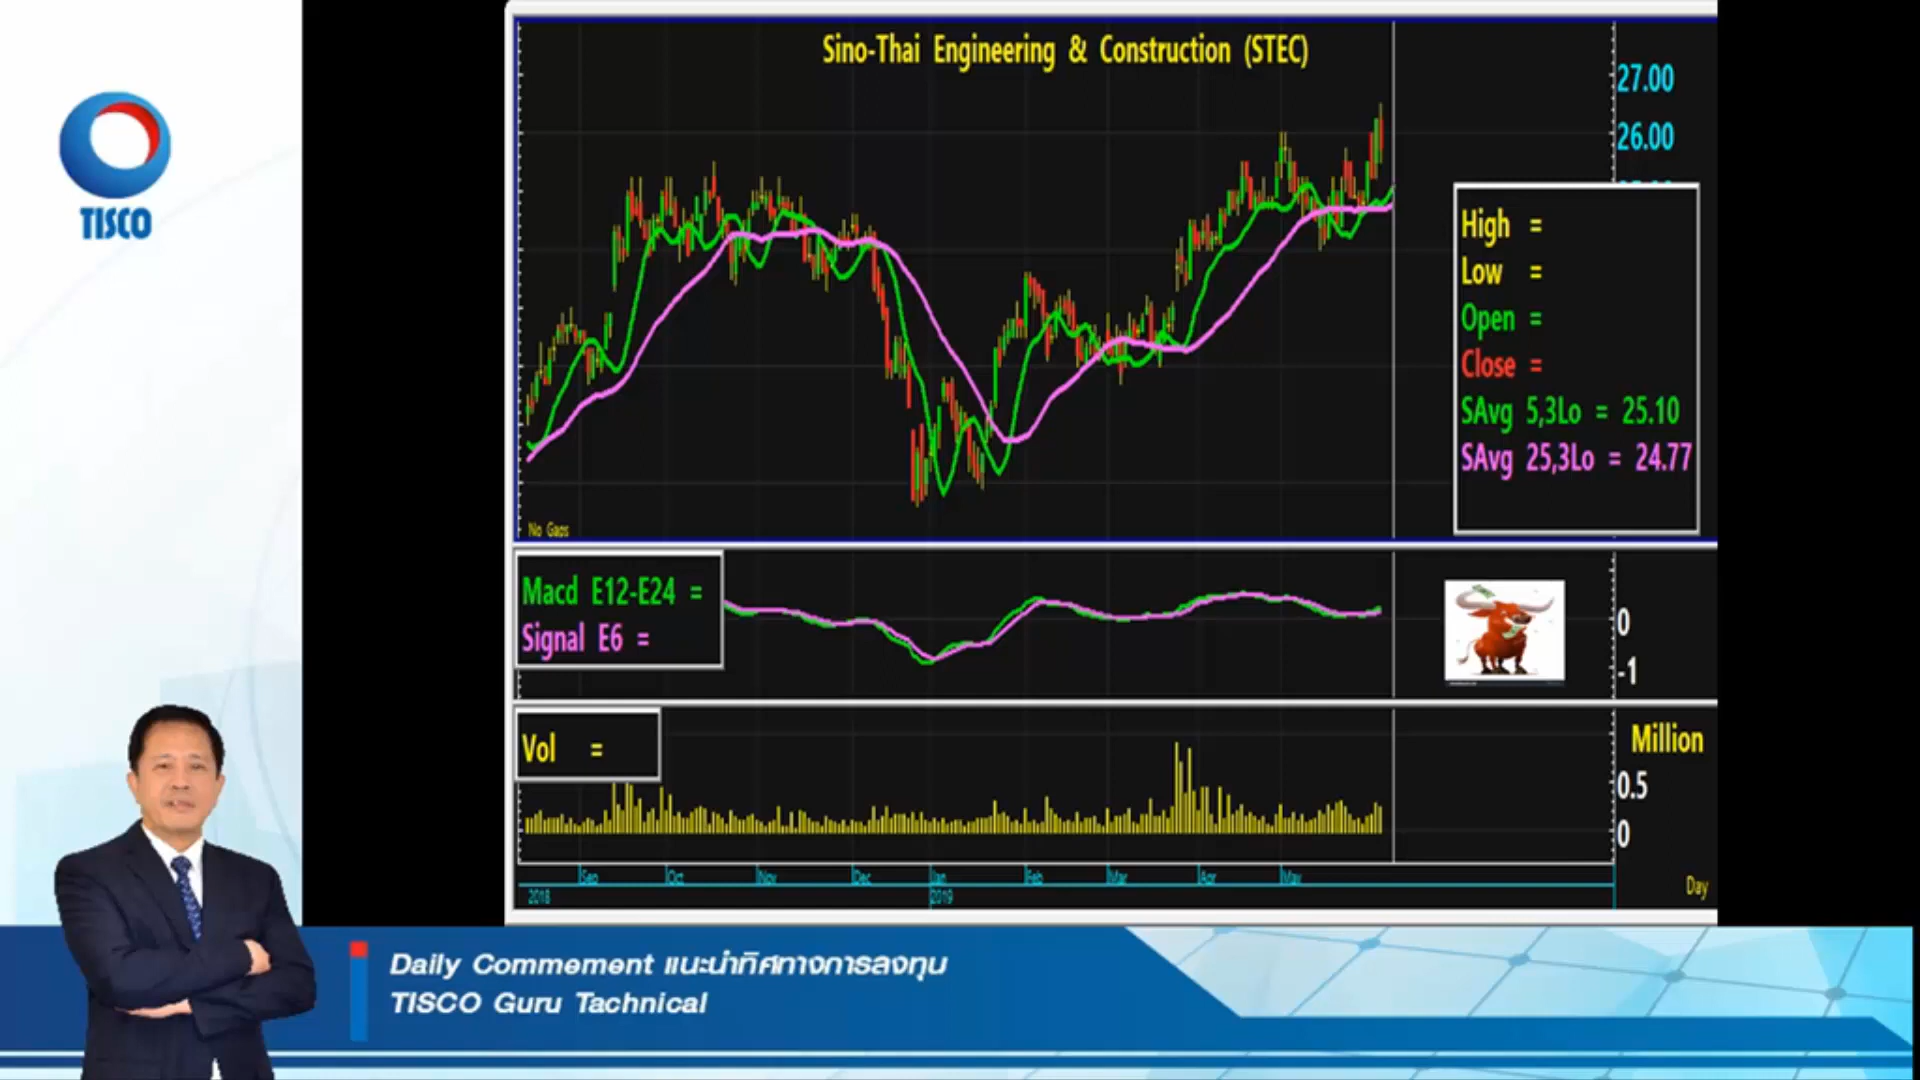 TISCO
Sino-Thai Engineering & Construction (STEC)
27.00
26.00
High =
Low =
Open =
Close =
SAvg 5,3Lo = 25.10
SAvg 25,3Lo = 24.77
No Gaps
Macd E12-E24 =
Signal E6 =
0
-1
Vol =
Million
0.5
0
Sep Oct Nov Dec Jan Feb Mar Apr May
2018 2019
Day
Daily Commement แนะนำทิศทางการลงทุน
TISCO Guru Tachnical